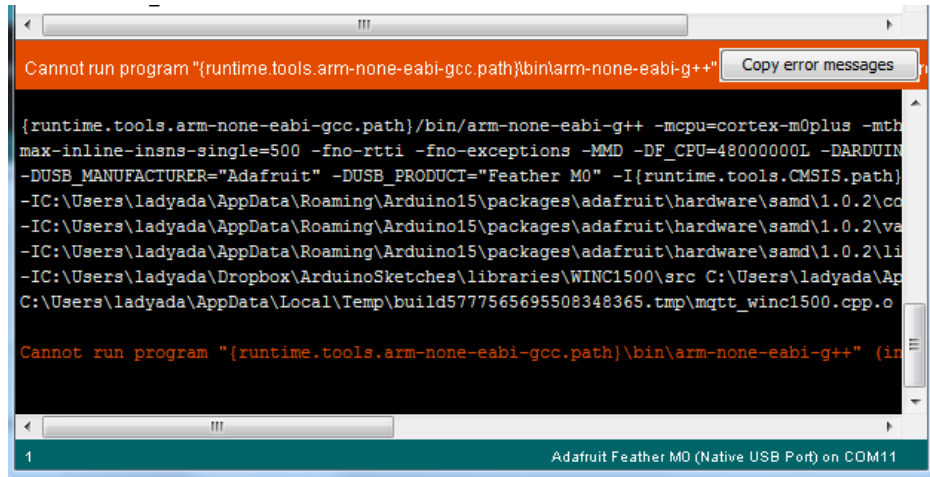 Cannot run program "{runtime.tools.arm-none-eabi-gcc.path}\bin\arm-none-eabi-g++"
Copy error messages
{runtime.tools.arm-none-eabi-gcc.path}/bin/arm-none-eabi-g++ -mcpu=cortex-m0plus -mth
max-inline-insns-single=500 -fno-rtti -fno-exceptions -MMD -DF_CPU=48000000L -DARDUIN
-DUSB_MANUFACTURER="Adafruit" -DUSB_PRODUCT="Feather M0" -I{runtime.tools.CMSIS.path}
-IC:\Users\ladyada\AppData\Roaming\Arduino15\packages\adafruit\hardware\samd\1.0.2\co
-IC:\Users\ladyada\AppData\Roaming\Arduino15\packages\adafruit\hardware\samd\1.0.2\va
-IC:\Users\ladyada\AppData\Roaming\Arduino15\packages\adafruit\hardware\samd\1.0.2\li
-IC:\Users\ladyada\Dropbox\ArduinoSketches\libraries\WINC1500\src C:\Users\ladyada\Ap
C:\Users\ladyada\AppData\Local\Temp\build5777565695508348365.tmp\mqtt_winc1500.cpp.o
Cannot run program "{runtime.tools.arm-none-eabi-gcc.path}\bin\arm-none-eabi-g++" (in
1
Adafruit Feather M0 (Native USB Port) on COM11